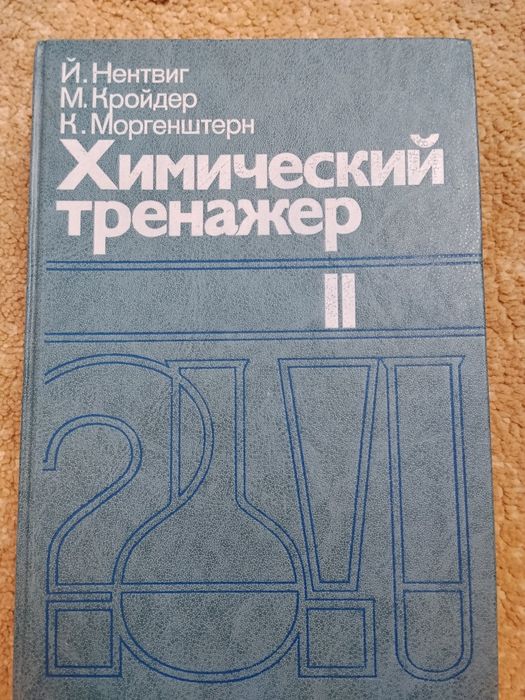 Й. Нентвиг
М. Кройдер
К. Моргенштерн
Химический
тренажер
II